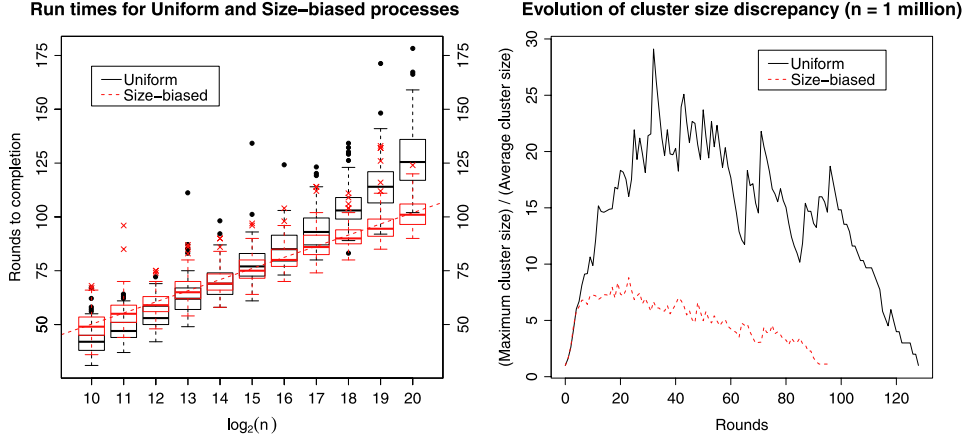 Run times for Uniform and Size−biased processes
Rounds to completion
175
150
125
100
75
50
Uniform
Size−biased
175
150
125
100
75
50
10 11 12 13 14 15 16 17 18 19 20
log2(n)
Evolution of cluster size discrepancy (n = 1 million)
(Maximum cluster size) / (Average cluster size)
30
25
20
15
10
5
0
Uniform
Size−biased
0 20 40 60 80 100 120
Rounds